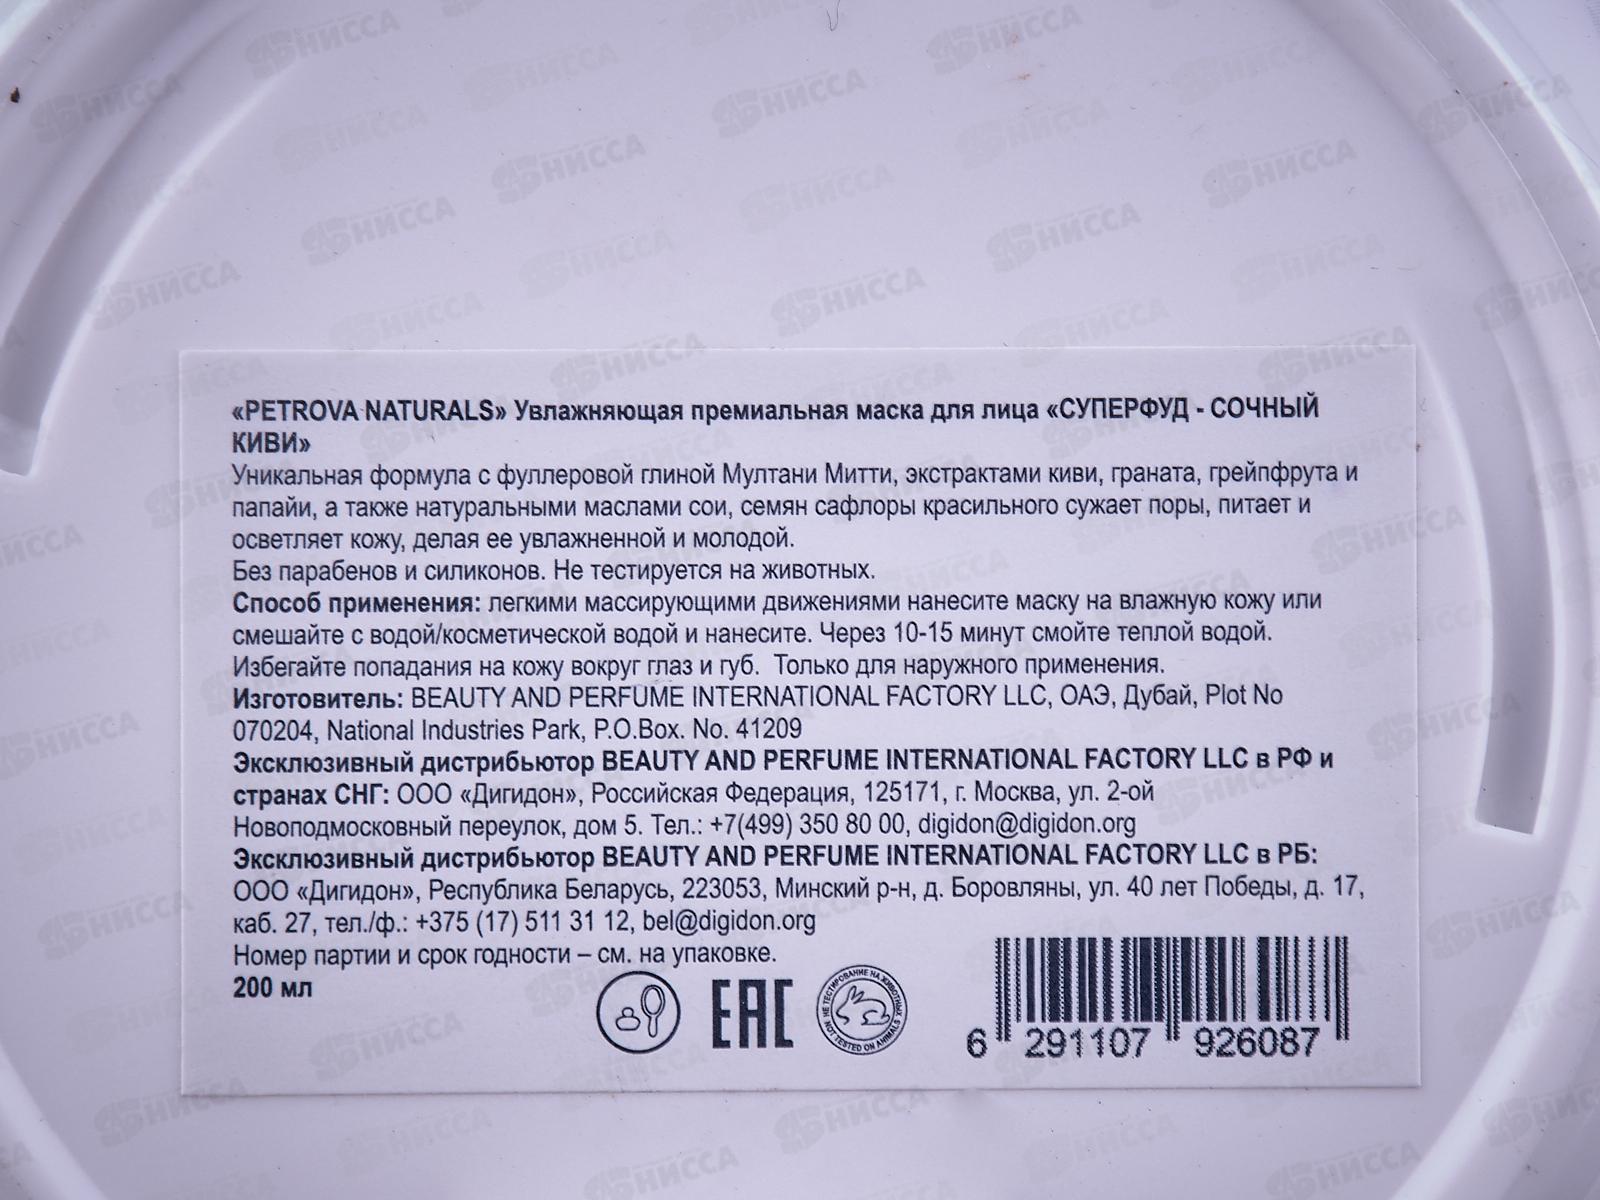 «PETROVA NATURALS» Увлажняющая премиальная маска для лица «СУПЕРФУД - СОЧНЫЙ
КИВИ»
Уникальная формула с фуллеровой глиной Мултани Митти, экстрактами киви, граната, грейпфрута и
папайи, а также натуральными маслами сои, семян сафлоры красильного сужает поры, питает и
осветляет кожу, делая ее увлажненной и молодой.
Без парабенов и силиконов. Не тестируется на животных.
Способ применения: легкими массирующими движениями нанесите маску на влажную кожу или
смешайте с водой/косметической водой и нанесите. Через 10-15 минут смойте теплой водой.
Избегайте попадания на кожу вокруг глаз и губ. Только для наружного применения.
Изготовитель: BEAUTY AND PERFUME INTERNATIONAL FACTORY LLC, ОАЭ, Дубай, Plot No
070204, National Industries Park, P.O.Box. No. 41209
Эксклюзивный дистрибьютор BEAUTY AND PERFUME INTERNATIONAL FACTORY LLC в РФ и
странах СНГ: ООО «Дигидон», Российская Федерация, 125171, г. Москва, ул. 2-ой
Новоподмосковный переулок, дом 5. Тел.: +7(499) 350 80 00, digidon@digidon.org
Эксклюзивный дистрибьютор BEAUTY AND PERFUME INTERNATIONAL FACTORY LLC в РБ:
ООО «Дигидон», Республика Беларусь, 223053, Минский р-н, д. Боровляны, ул. 40 лет Победы, д. 17,
каб. 27, тел./ф.: +375 (17) 511 31 12, bel@digidon.org
Номер партии и срок годности – см. на упаковке.
200 мл
EAC
НЕ ТЕСТИРОВАНИЕ НА ЖИВОТНЫХ
NOT TESTED ON ANIMALS
6 291107 926087
НИССА